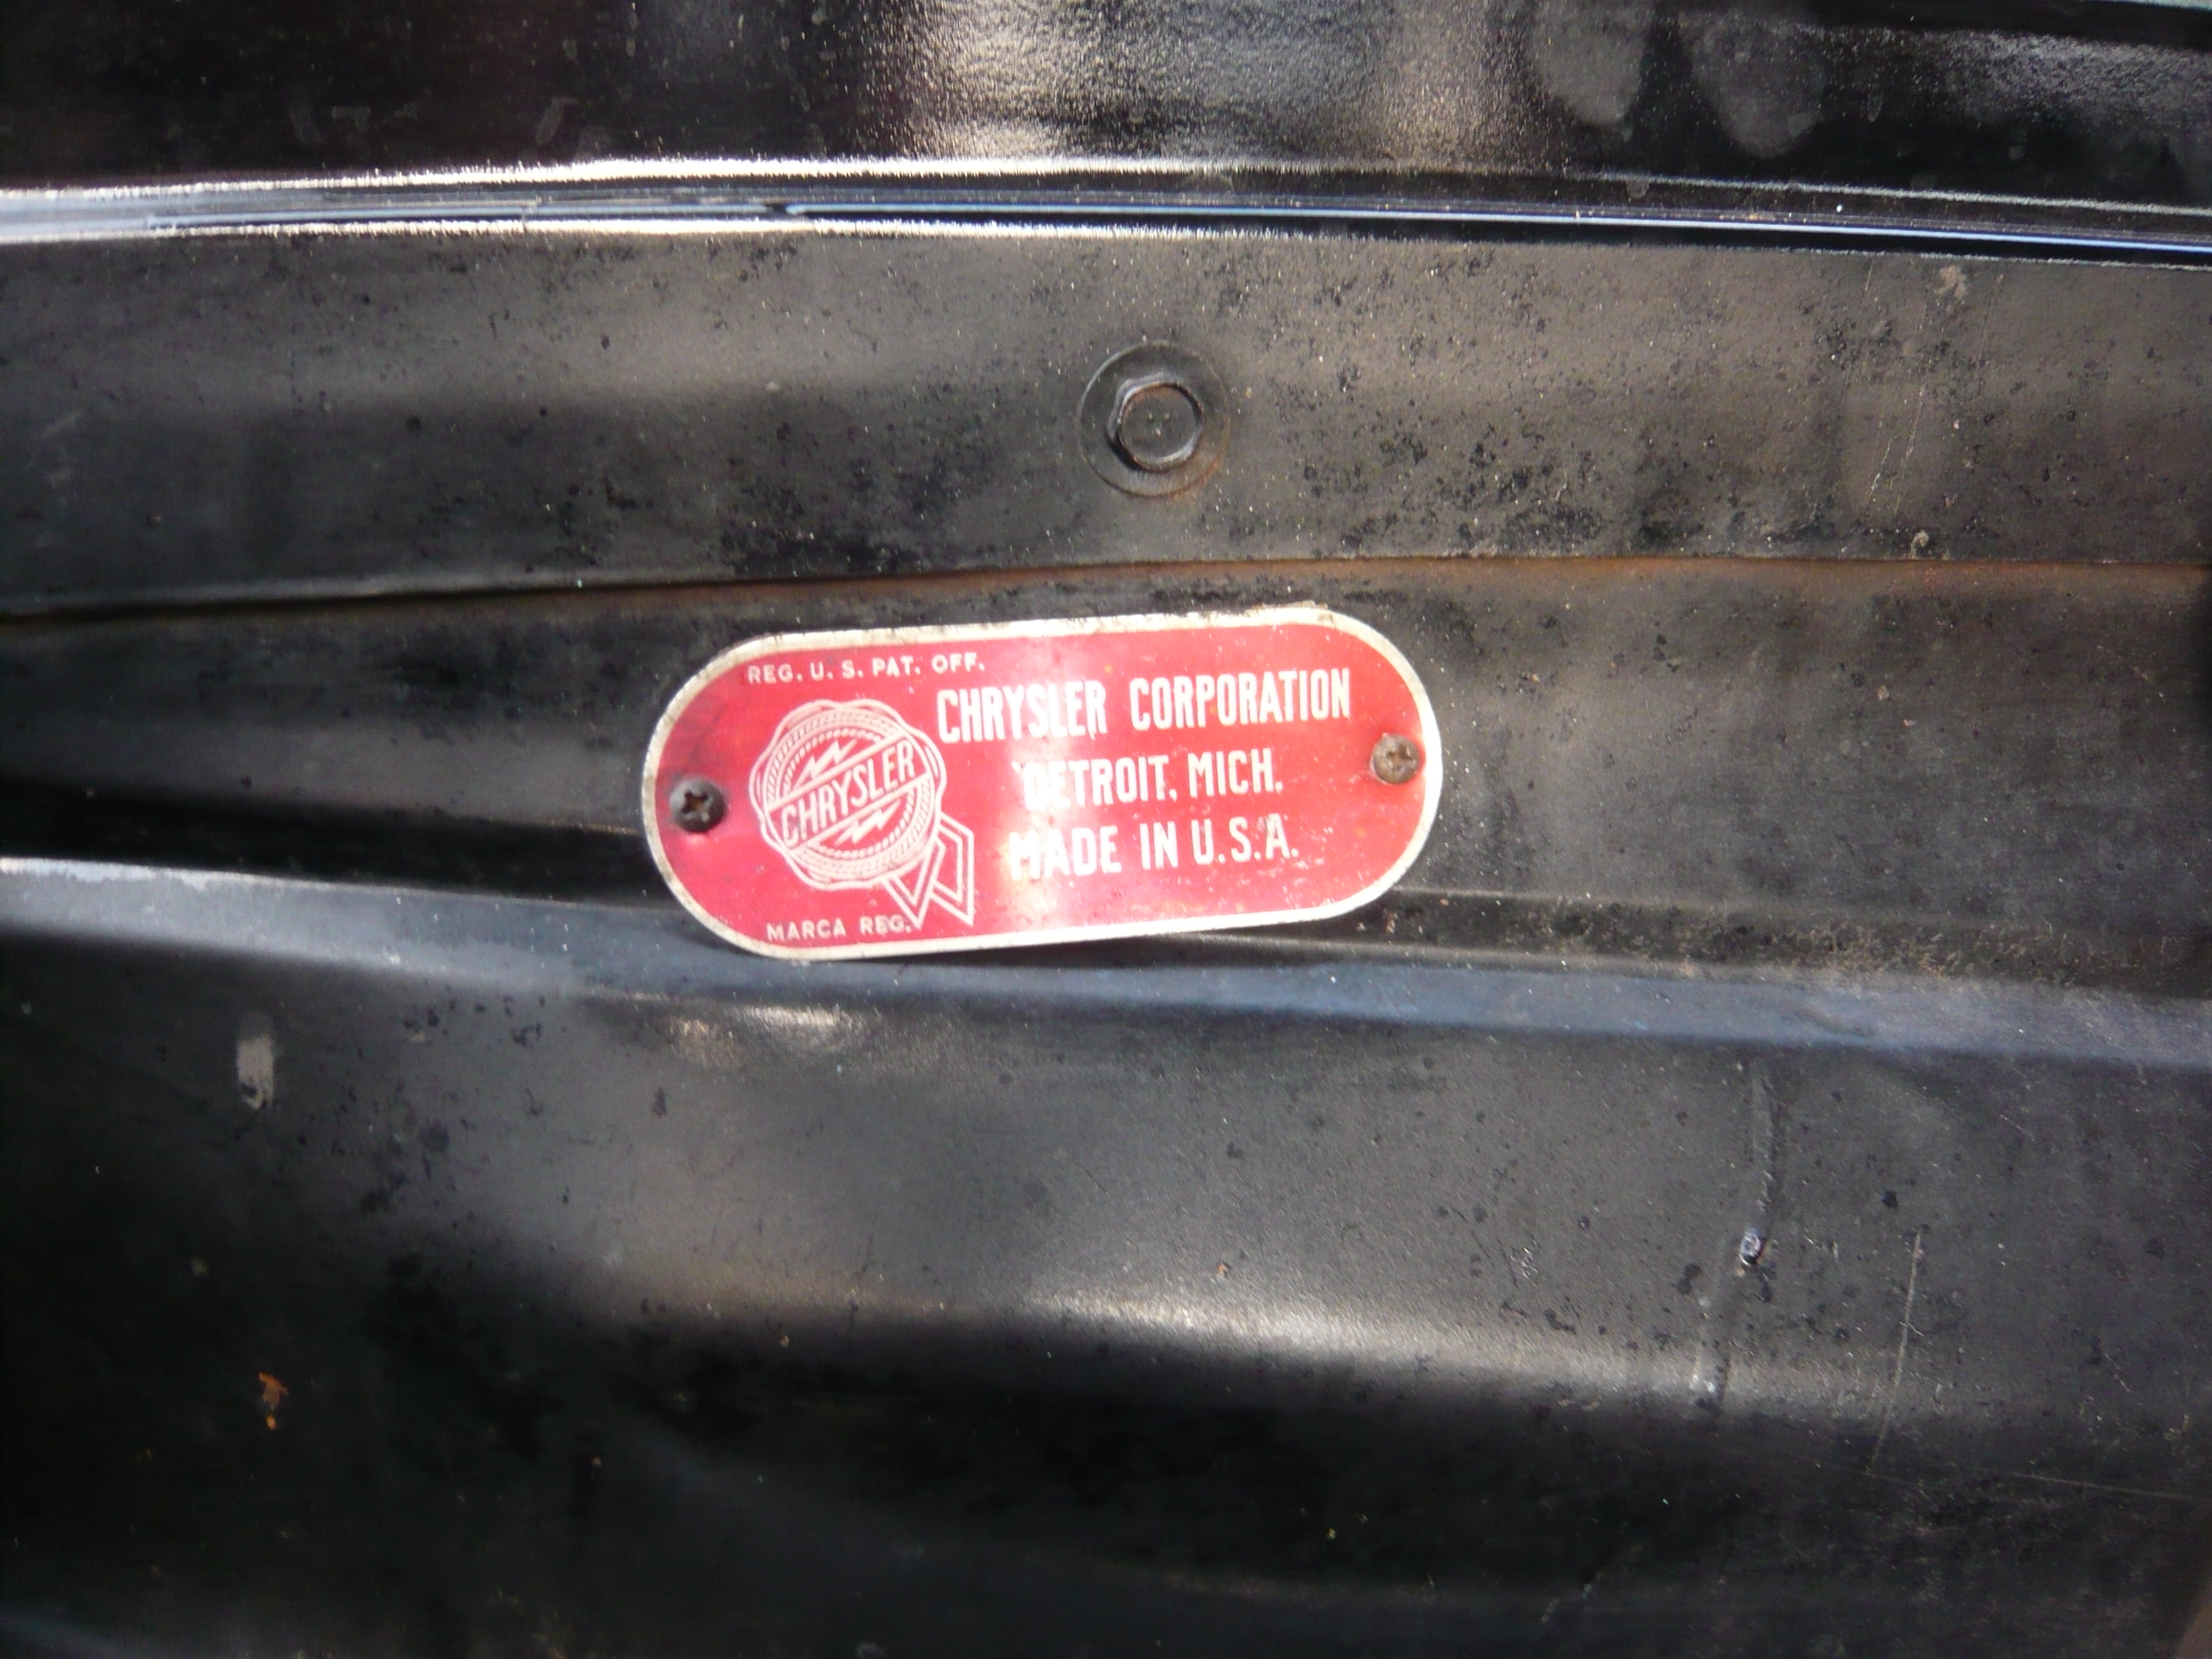 REG. U. S. PAT. OFF.
CHRYSLER CORPORATION
DETROIT, MICH.
MADE IN U.S.A.
CHRYSLER
MARCA REG.